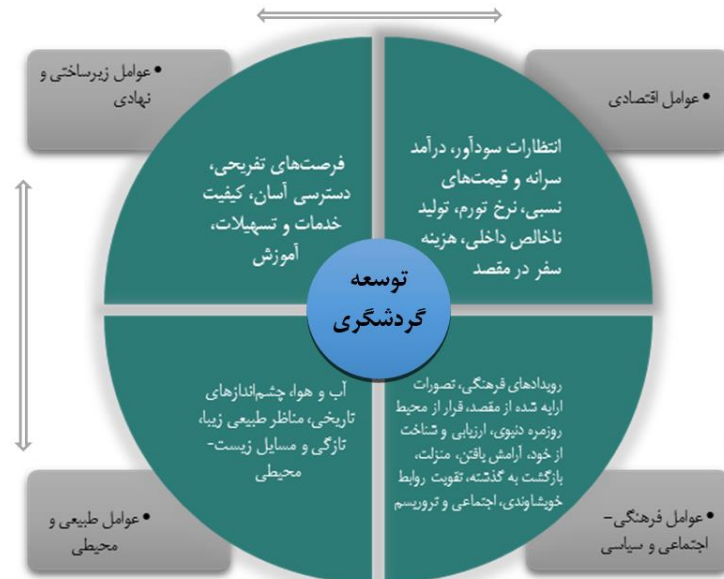 • عوامل اقتصادی
انتظارات سودآور، درآمد
سرانه و قیمت‌های
نسبی، نرخ تورم، تولید
ناخالص داخلی، هزینه
سفر در مقصد
• عوامل زیرساختی و
نهادی
فرصت‌های تفریحی،
دسترسی آسان، کیفیت
خدمات و تسهیلات،
آموزش
توسعه
گردشگری
رویدادهای فرهنگی، تصورات
ارایه شده از مقصد، قرار از محیط
روزمره دنیوی، ارزیابی و شناخت
از خود، آرامش یافتن، منزلت،
بازگشت به گذشته، تقویت روابط
خویشاوندی، اجتماعی و تروریسم
• عوامل فرهنگی-
اجتماعی و سیاسی
آب و هوا، چشم‌اندازهای
تاریخی، مناظر طبیعی زیبا،
تازگی و مسایل زیست-
محیطی
• عوامل طبیعی و
محیطی